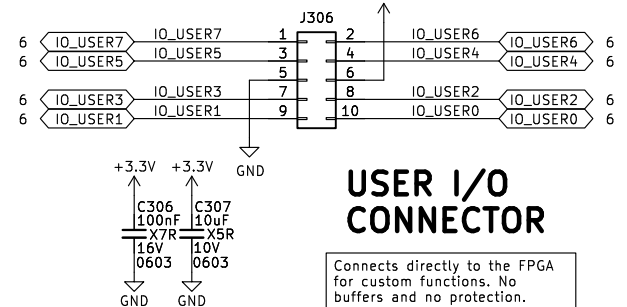 J306
6 IO_USER7 IO_USER7 1 2 IO_USER6 IO_USER6 6
6 IO_USER5 IO_USER5 3 4 IO_USER4 IO_USER4 6
5 6
6 IO_USER3 IO_USER3 7 8 IO_USER2 IO_USER2 6
6 IO_USER1 IO_USER1 9 10 IO_USER0 IO_USER0 6
GND
+3.3V +3.3V
C306
100nF
X7R
16V
0603
GND
C307
10uF
X5R
10V
0603
GND
USER I/O
CONNECTOR
Connects directly to the FPGA
for custom functions. No
buffers and no protection.